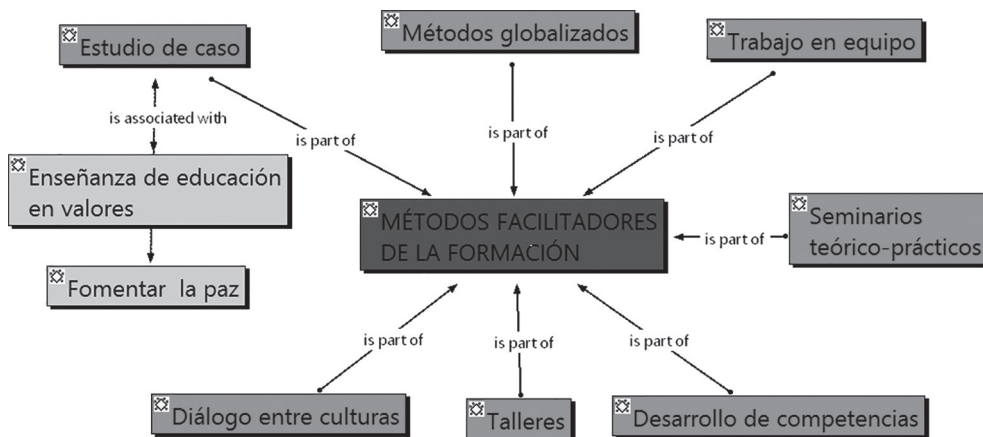 Estudio de caso
Métodos globalizados
Trabajo en equipo
is associated with
is part of
is part of
is part of
Enseñanza de educación
en valores
MÉTODOS FACILITADORES
DE LA FORMACIÓN
Seminarios
teórico-prácticos
is part of
Fomentar la paz
is part of
is part of
is part of
Diálogo entre culturas
Talleres
Desarrollo de competencias